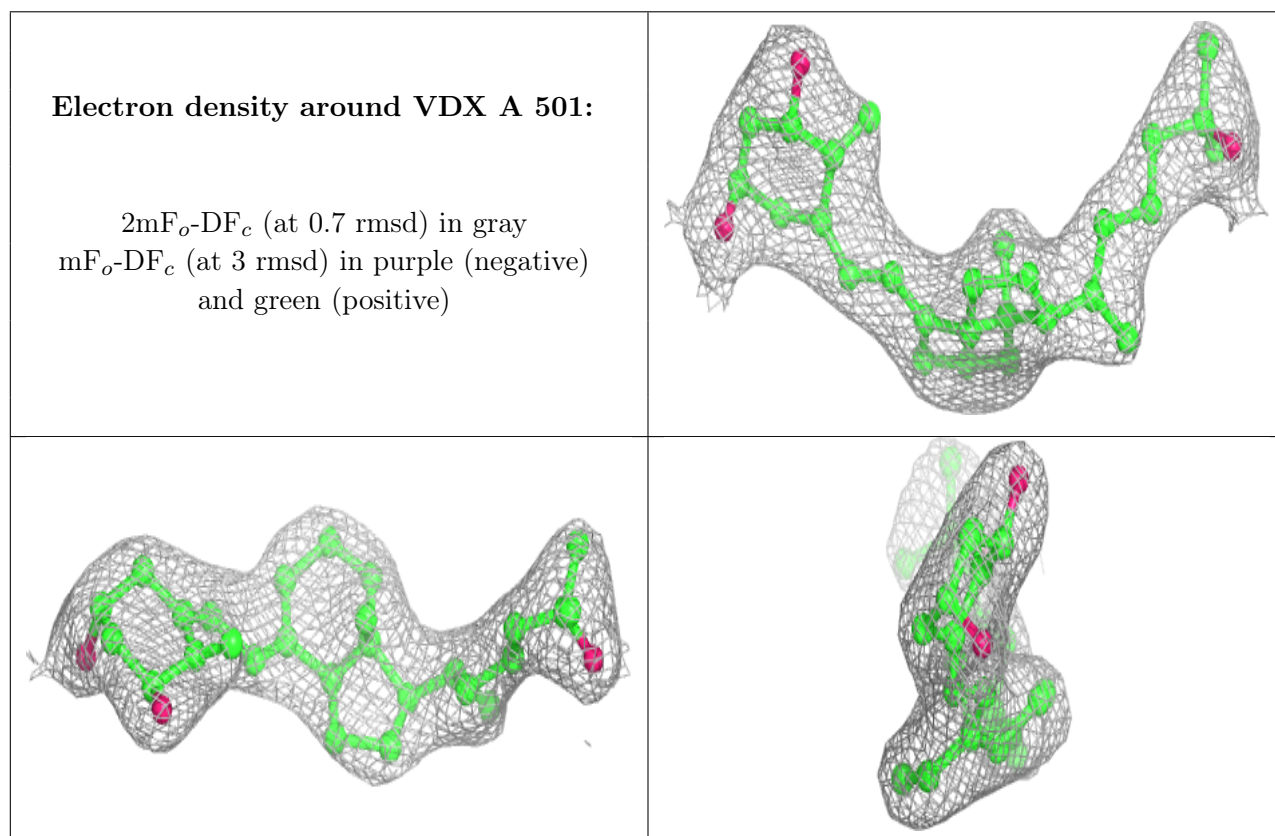 Electron density around VDX A 501:
2mFo-DFc (at 0.7 rmsd) in gray
mFo-DFc (at 3 rmsd) in purple (negative)
and green (positive)